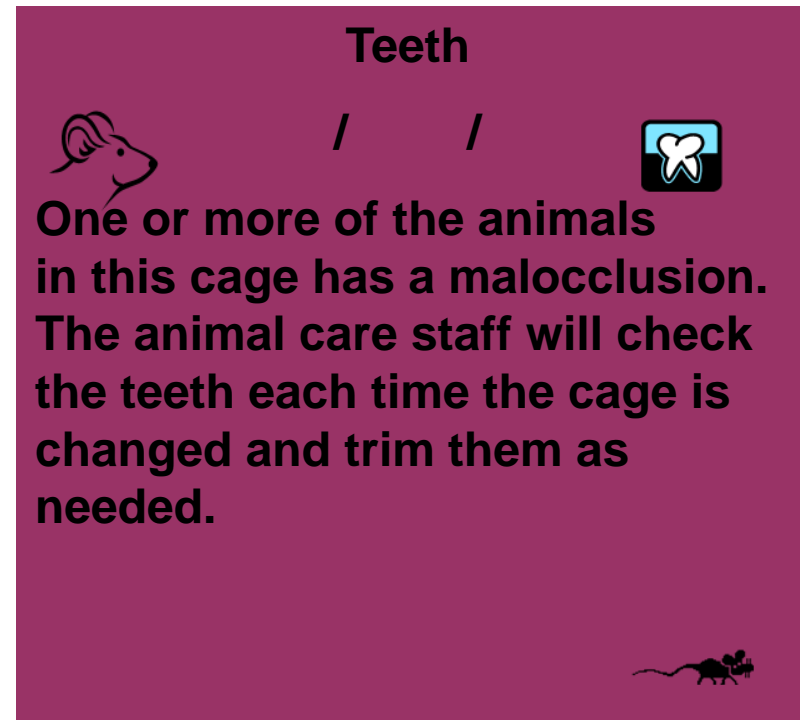 Teeth
/ /
One or more of the animals
in this cage has a malocclusion.
The animal care staff will check
the teeth each time the cage is
changed and trim them as
needed.